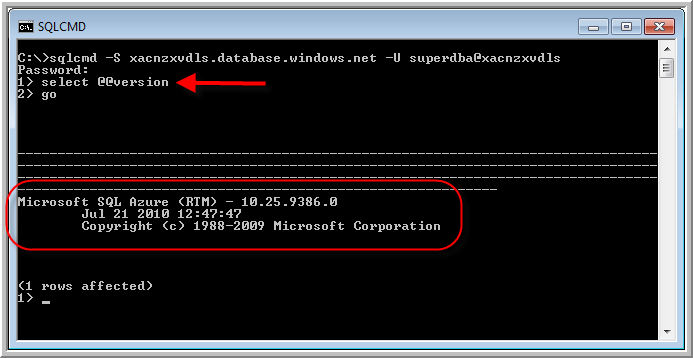 SQLCMD
C:\>sqlcmd -S xacnzxvdls.database.windows.net -U superdba@xacnzxvdls
Password:
1> select @@version
2> go
Microsoft SQL Azure (RTM) - 10.25.9386.0
Jul 21 2010 12:47:47
Copyright (c) 1988-2009 Microsoft Corporation
(1 rows affected)
1> _